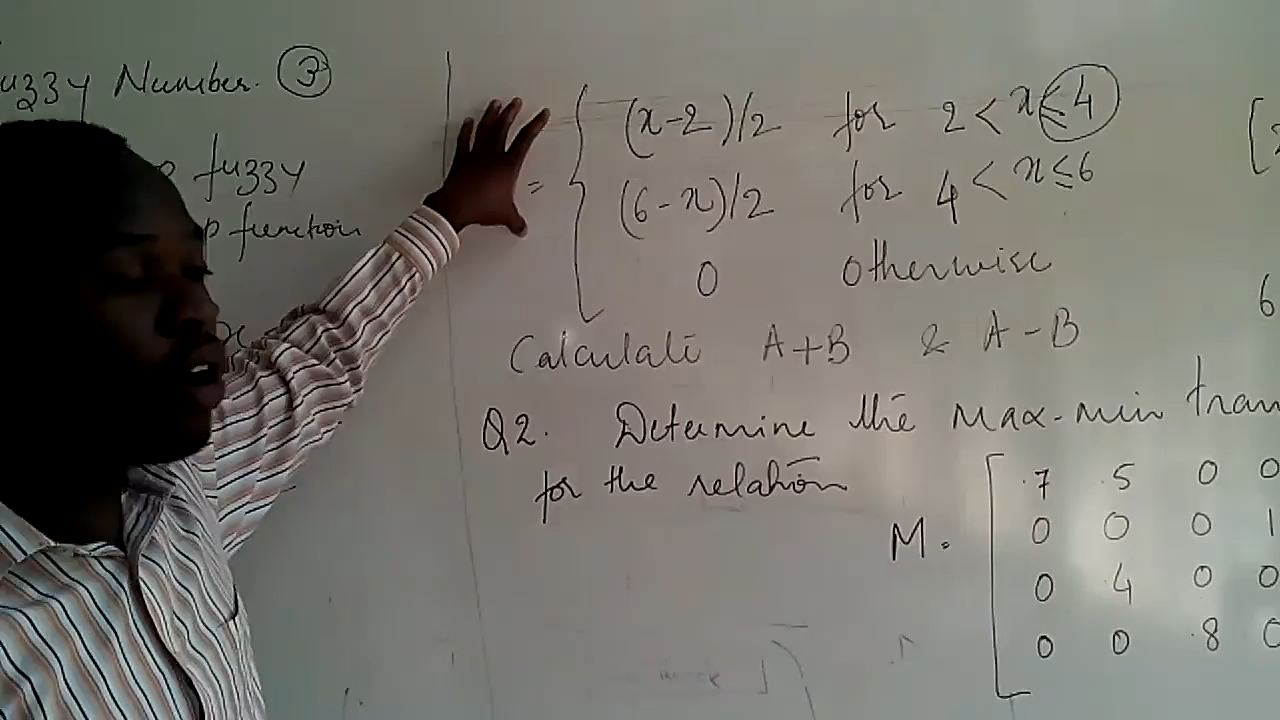 Number. 3
fuzzy
function
x
= { (x-2)/2 for 2 < x ≤ 4
(6-x)/2 for 4 < x ≤ 6
0 otherwise
Calculate A+B & A-B
Q2. Determine the Max-Min
for the relation
M = [ .7 .5 0 0
0 0 0 1
0 .4 0 0
0 0 .8 0
6